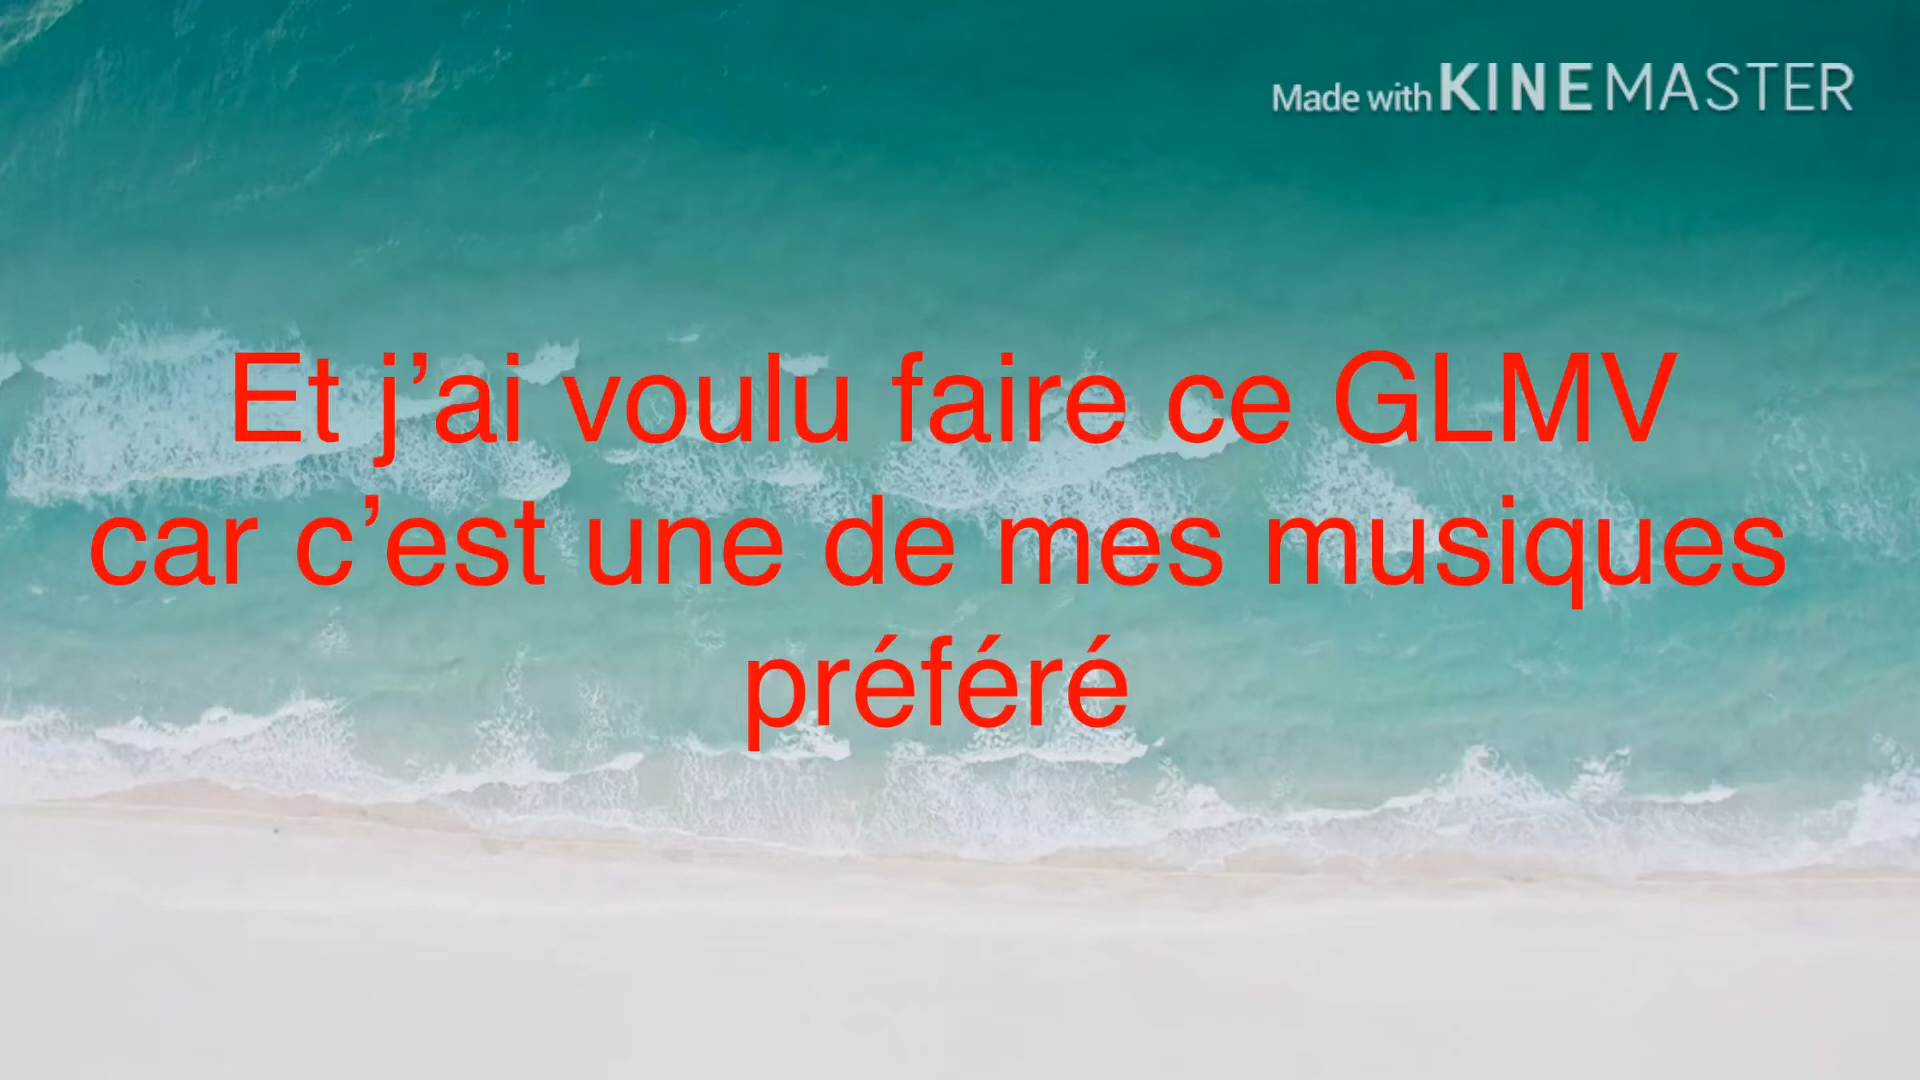 Made with KINEMASTER
Et j’ai voulu faire ce GLMV
car c’est une de mes musiques
préféré